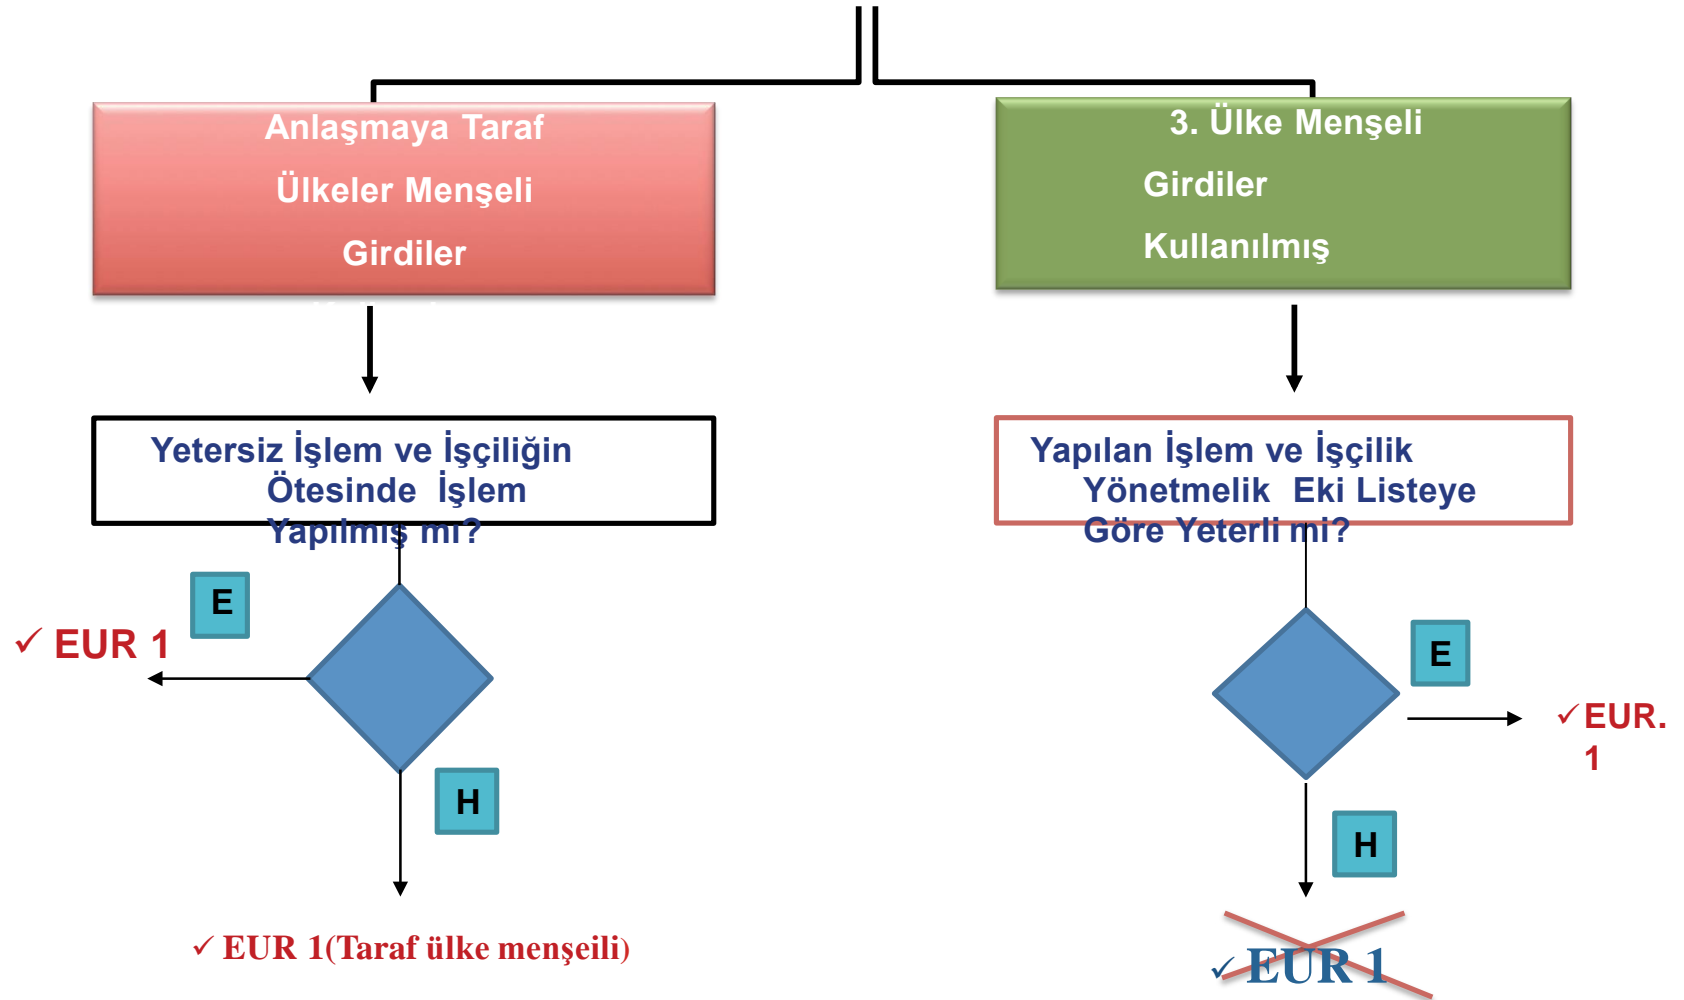 Anlaşmaya Taraf
Ülkeler Menşeli
Girdiler
3. Ülke Menşeli
Girdiler
Kullanılmış
Yetersiz İşlem ve İşçiliğin
Ötesinde İşlem
Yapılmış mı?
Yapılan İşlem ve İşçilik
Yönetmelik Eki Listeye
Göre Yeterli mi?
E
✓ EUR 1
H
✓ EUR 1(Taraf ülke menşeili)
E
✓ EUR.
1
H
✓ EUR 1